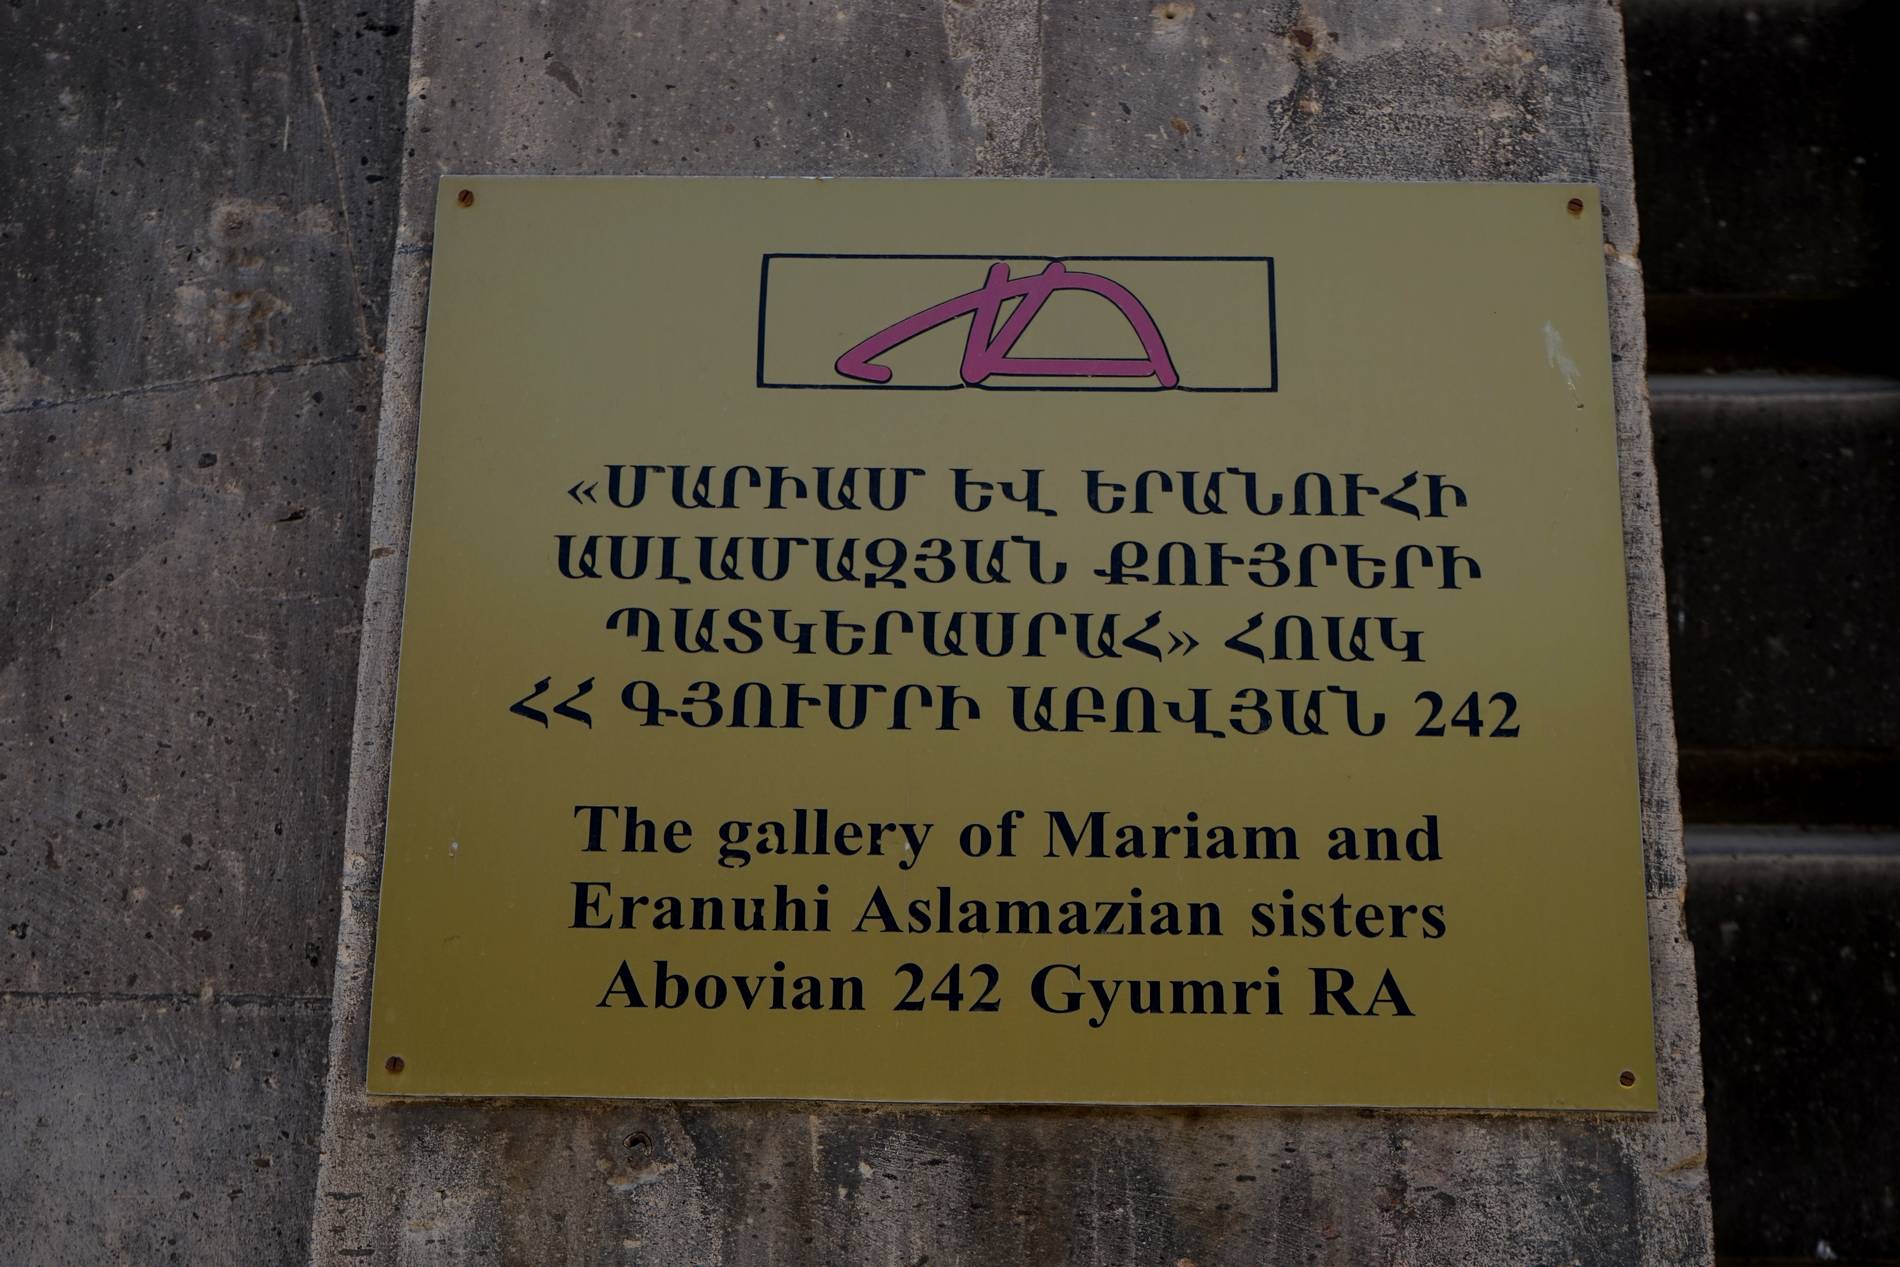 «ՄԱՐԻԱՄ ԵՎ ԵՐԱՆՈՒՀԻ
ԱՍԼԱՄԱԶՅԱՆ ՔՈՒՅՐԵՐԻ
ՊԱՏԿԵՐԱՍՐԱՀ» ՀՈԱԿ
ՀՀ ԳՅՈՒՄՐԻ ԱԲՈՎՅԱՆ 242
The gallery of Mariam and
Eranuhi Aslamazian sisters
Abovian 242 Gyumri RA